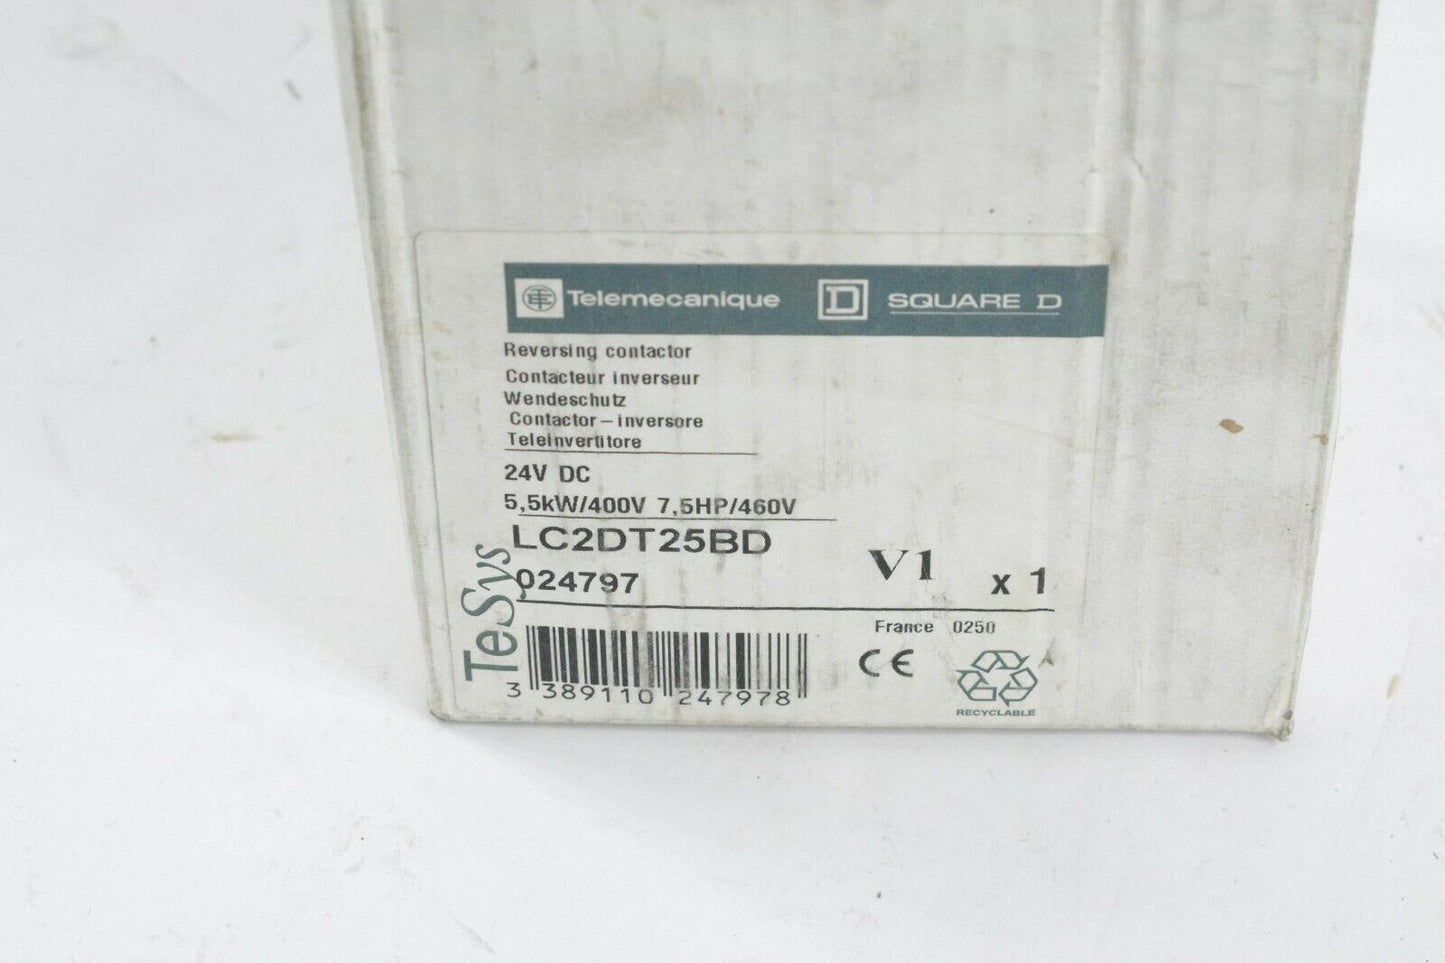 TE Telemecanique D SQUARE D
Reversing contactor
Contacteur inverseur
Wendeschutz
Contactor – inversore
Teleinvertitore
24V DC
5,5kW/400V 7,5HP/460V
LC2DT25BD
024797 V1 x 1
TeSys
France 0250
3 389110 247978
CE
RECYCLABLE